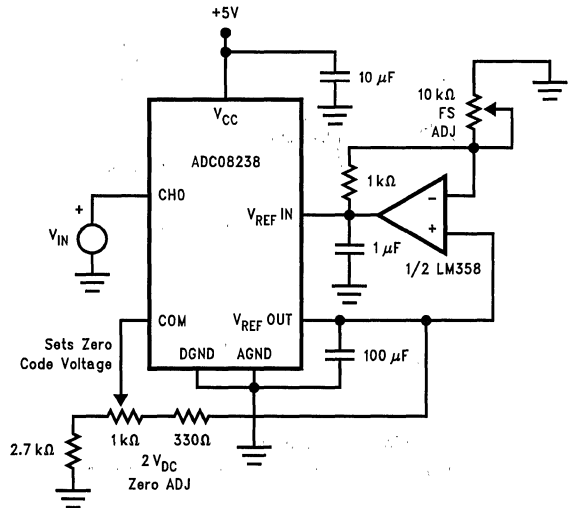 +5V
10 μF
10 kΩ
FS
ADJ
VCC
ADC08238
1 kΩ
CH0
+
VIN
VREF IN
-
+
1 μF
1/2 LM358
COM
VREF OUT
Sets Zero
Code Voltage
DGND
AGND
100 μF
2.7 kΩ
1 kΩ
330Ω
2 VDC
Zero ADJ